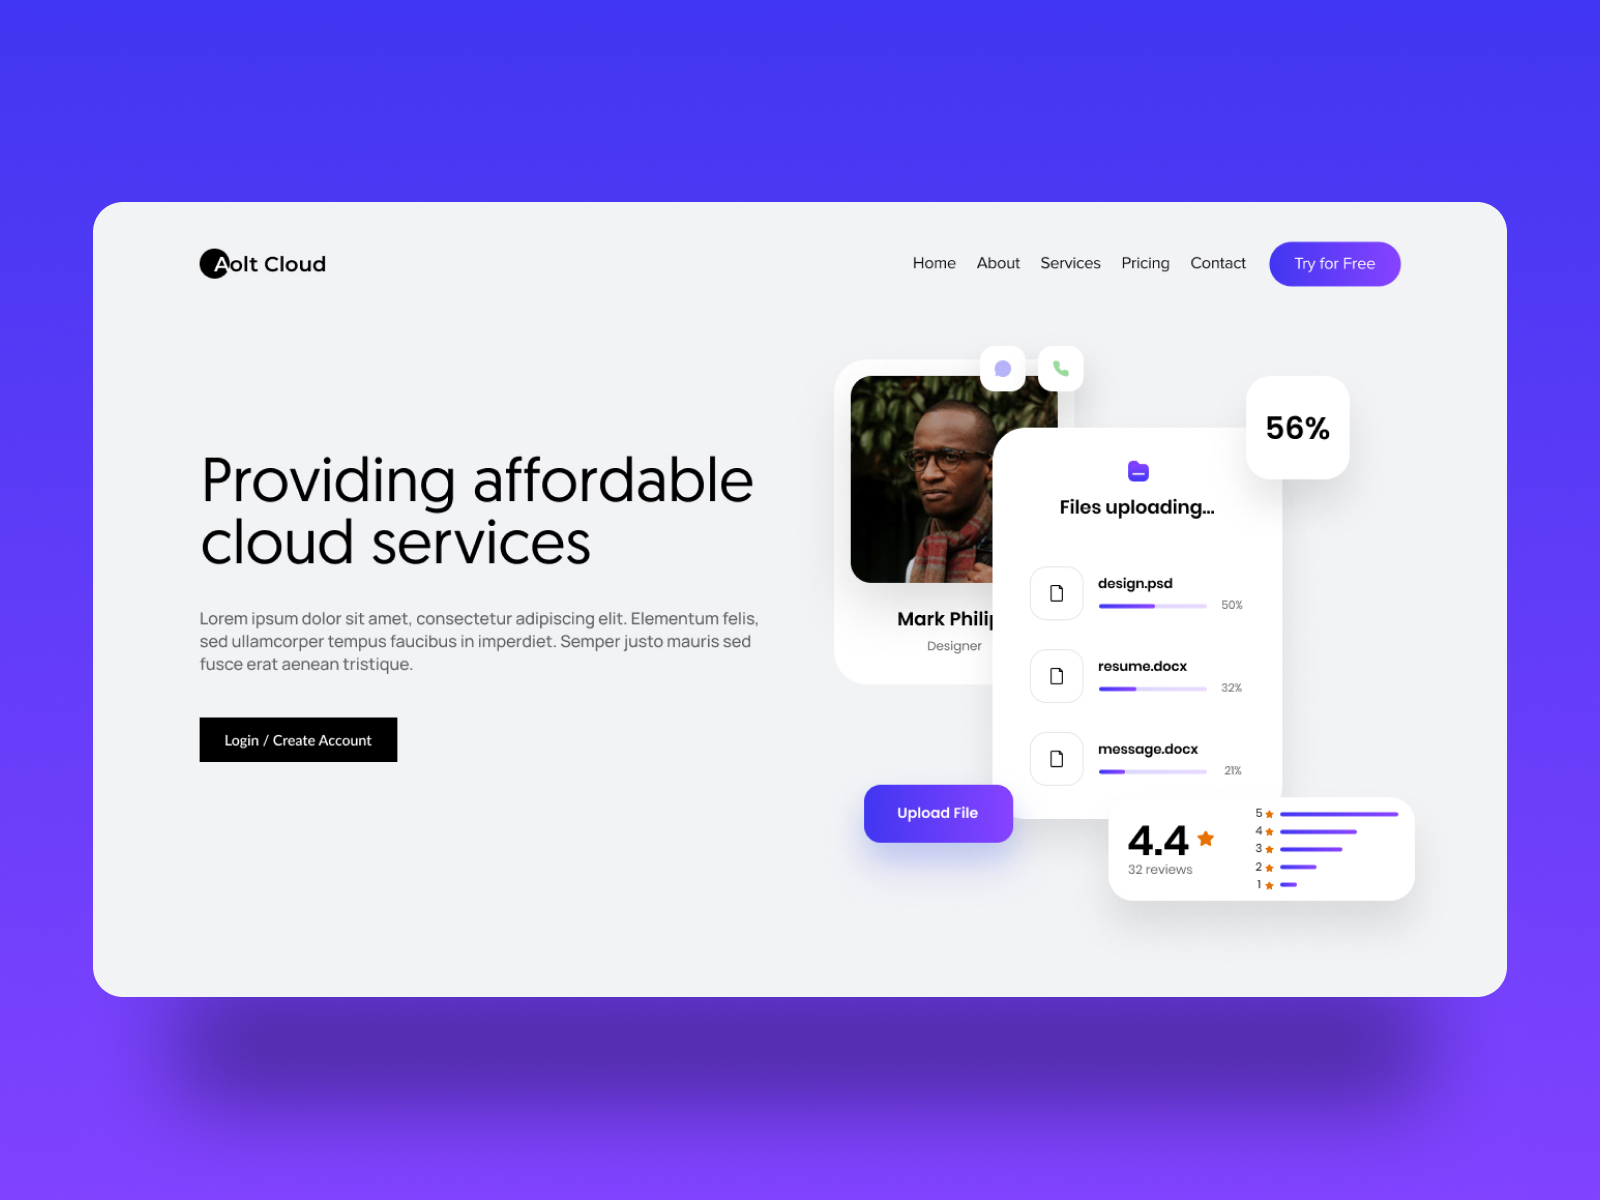 Aolt Cloud
Home
About
Services
Pricing
Contact
Try for Free
Providing affordable
cloud services
Lorem ipsum dolor sit amet, consectetur adipiscing elit. Elementum felis,
sed ullamcorper tempus faucibus in imperdiet. Semper justo mauris sed
fusce erat aenean tristique.
Login / Create Account
Mark Philip
Designer
56%
Files uploading...
design.psd
50%
resume.docx
32%
message.docx
21%
Upload File
4.4
32 reviews
5
4
3
2
1